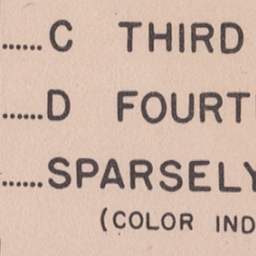 ......C THIRD
......D FOURT
......SPARSELY
(COLOR IND